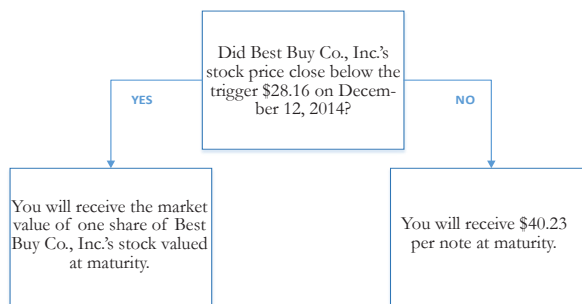 Did Best Buy Co., Inc.'s
stock price close below the
trigger $28.16 on Decem-
ber 12, 2014?
YES
NO
You will receive the market
value of one share of Best
Buy Co., Inc.'s stock valued
at maturity.
You will receive $40.23
per note at maturity.